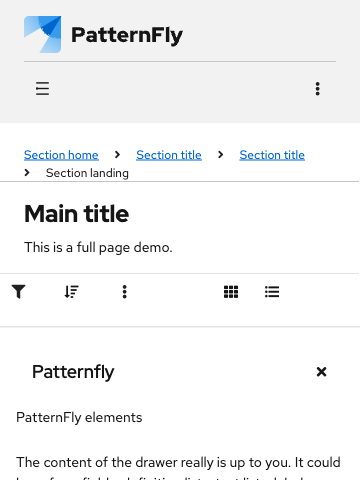 PatternFly
Section home
Section title
Section title
Section landing
Main title
This is a full page demo.
Patternfly
PatternFly elements
The content of the drawer really is up to you. It could